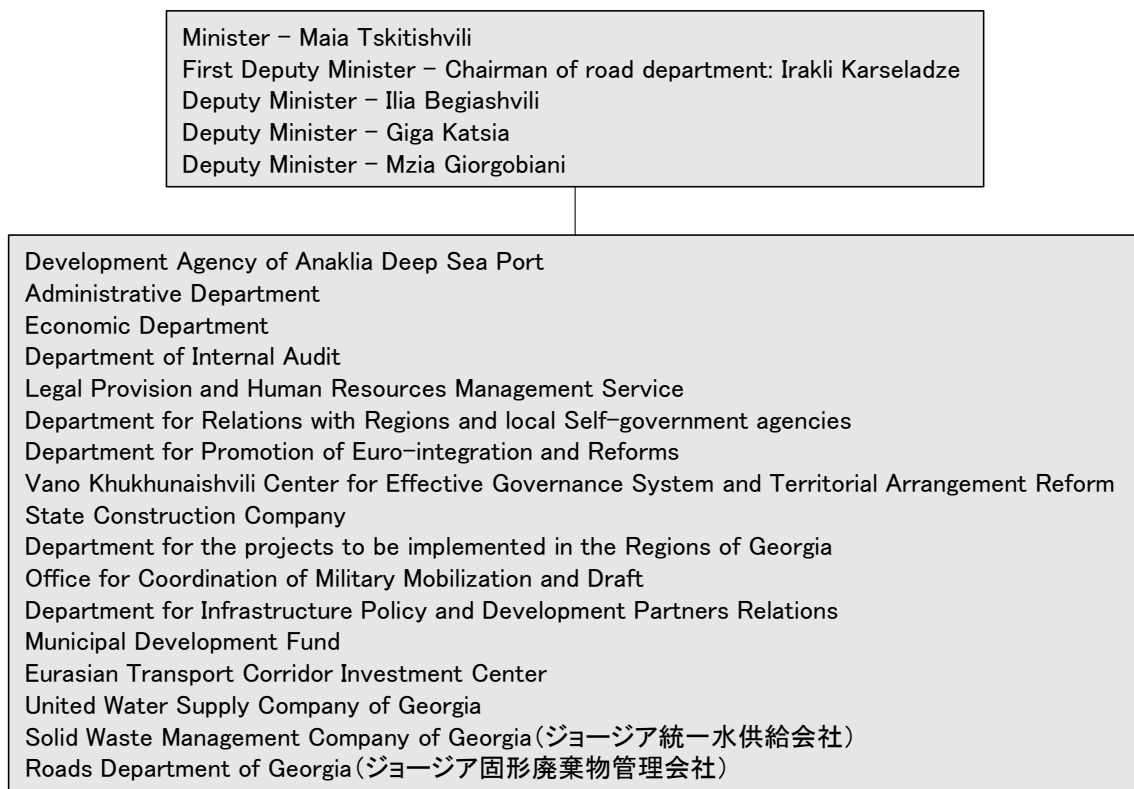 Minister – Maia Tskitishvili
First Deputy Minister – Chairman of road department: Irakli Karseladze
Deputy Minister – Ilia Begiashvili
Deputy Minister – Giga Katsia
Deputy Minister – Mzia Giorgobiani
Development Agency of Anaklia Deep Sea Port
Administrative Department
Economic Department
Department of Internal Audit
Legal Provision and Human Resources Management Service
Department for Relations with Regions and local Self-government agencies
Department for Promotion of Euro-integration and Reforms
Vano Khukhunaishvili Center for Effective Governance System and Territorial Arrangement Reform
State Construction Company
Department for the projects to be implemented in the Regions of Georgia
Office for Coordination of Military Mobilization and Draft
Department for Infrastructure Policy and Development Partners Relations
Municipal Development Fund
Eurasian Transport Corridor Investment Center
United Water Supply Company of Georgia
Solid Waste Management Company of Georgia（ジョージア統一水供給会社）
Roads Department of Georgia（ジョージア固形廃棄物管理会社）